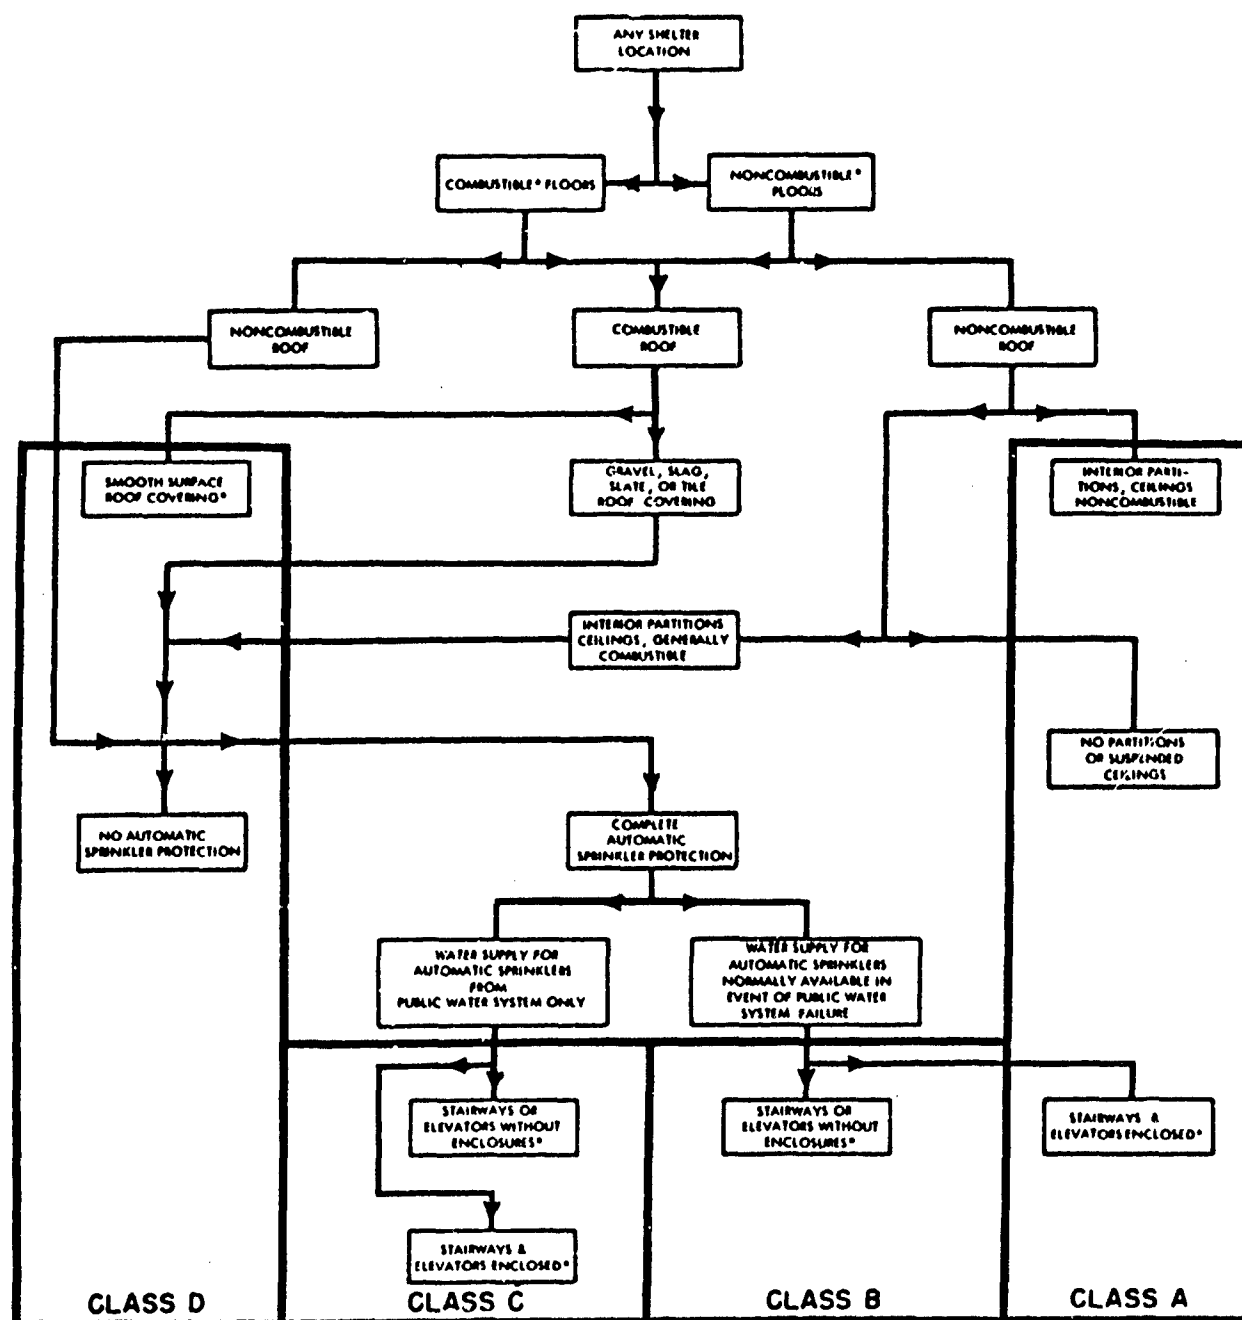 ANY SHELTER
LOCATION
COMBUSTIBLE* FLOORS
NONCOMBUSTIBLE*
FLOORS
NONCOMBUSTIBLE
ROOF
COMBUSTIBLE
ROOF
NONCOMBUSTIBLE
ROOF
SMOOTH SURFACE
ROOF COVERING*
GRAVEL, SLAG,
SLATE, OR TILE
ROOF COVERING
INTERIOR PARTI-
TIONS, CEILINGS
NONCOMBUSTIBLE
INTERIOR PARTITIONS
CEILINGS, GENERALLY
COMBUSTIBLE
NO PARTITIONS
OR SUSPENDED
CEILINGS
NO AUTOMATIC
SPRINKLER PROTECTION
COMPLETE
AUTOMATIC
SPRINKLER PROTECTION
WATER SUPPLY FOR
AUTOMATIC SPRINKLERS
FROM
PUBLIC WATER SYSTEM ONLY
WATER SUPPLY FOR
AUTOMATIC SPRINKLERS
NORMALLY AVAILABLE IN
EVENT OF PUBLIC WATER
SYSTEM FAILURE
STAIRWAYS OR
ELEVATORS WITHOUT
ENCLOSURES*
STAIRWAYS OR
ELEVATORS WITHOUT
ENCLOSURES*
STAIRWAYS &
ELEVATORS ENCLOSED*
STAIRWAYS &
ELEVATORS ENCLOSED*
CLASS D
CLASS C
CLASS B
CLASS A